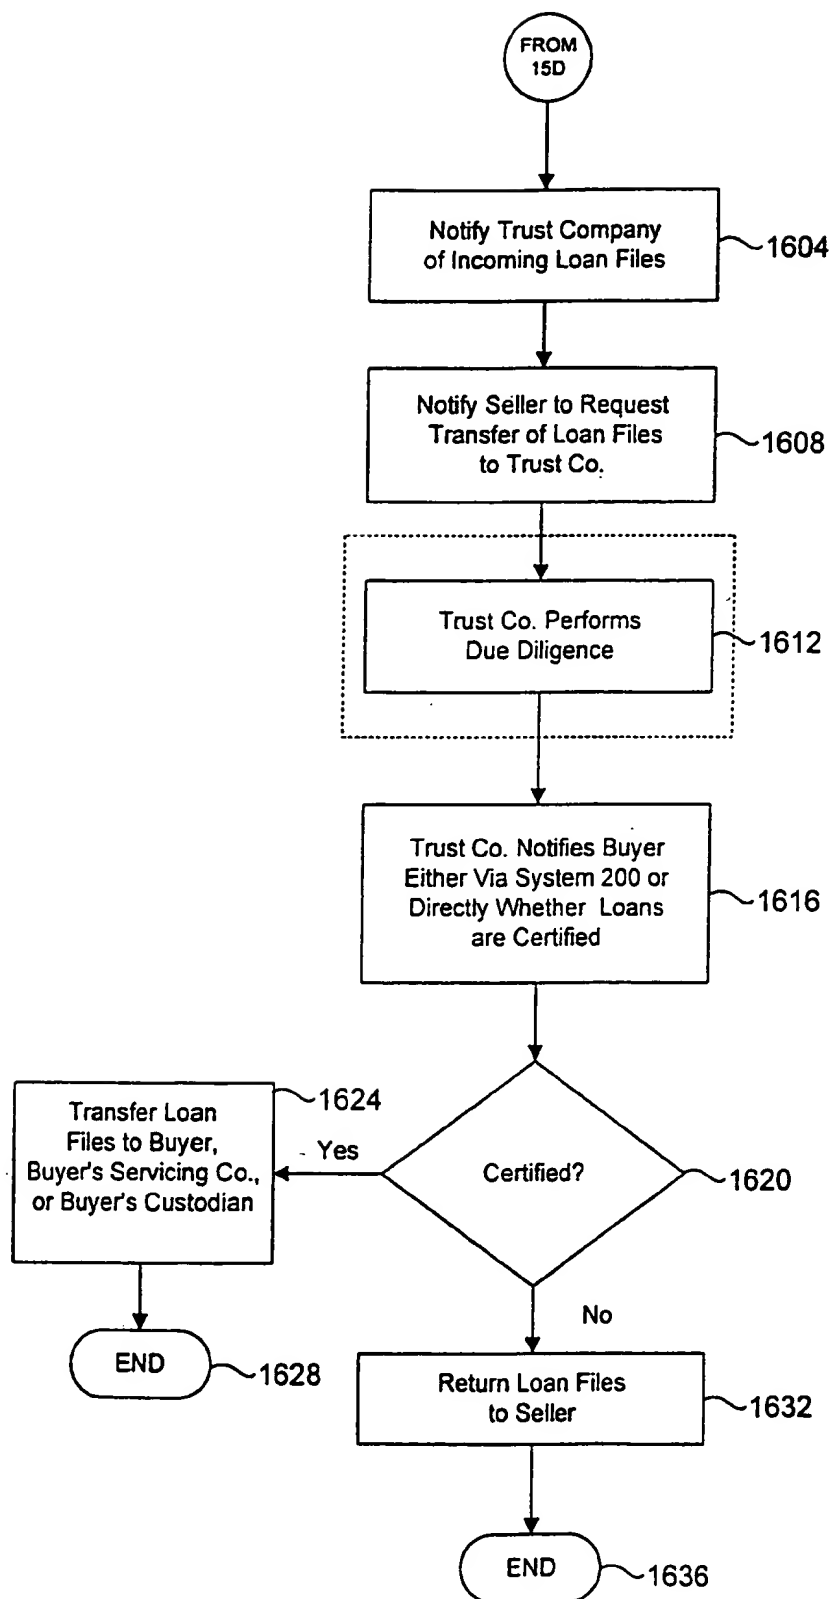 FROM
15D
Notify Trust Company
of Incoming Loan Files
1604
Notify Seller to Request
Transfer of Loan Files
to Trust Co.
1608
Trust Co. Performs
Due Diligence
1612
Trust Co. Notifies Buyer
Either Via System 200 or
Directly Whether Loans
are Certified
1616
Certified?
1620
Yes
Transfer Loan
Files to Buyer,
Buyer's Servicing Co.,
or Buyer's Custodian
1624
END
1628
No
Return Loan Files
to Seller
1632
END
1636